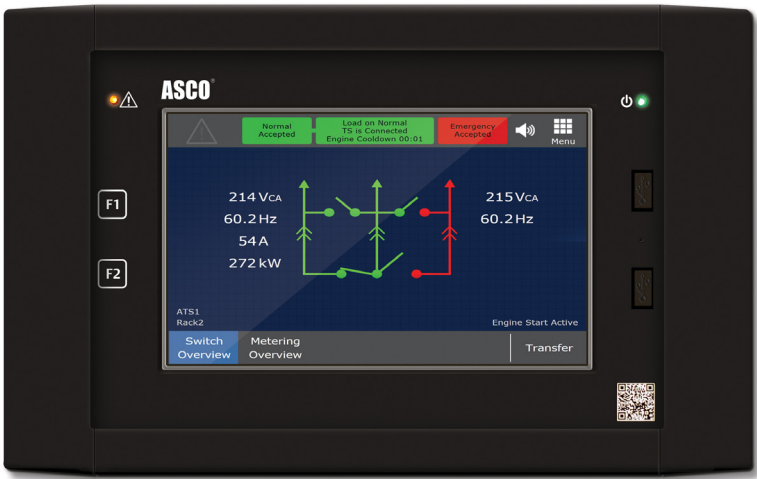 ASCO®
Normal
Accepted
Load on Normal
TS is Connected
Engine Cooldown 00:01
Emergency
Accepted
Menu
F1
214 VCA
60.2 Hz
54 A
272 kW
215 VCA
60.2 Hz
F2
ATS1
Rack2
Engine Start Active
Switch
Overview
Metering
Overview
Transfer